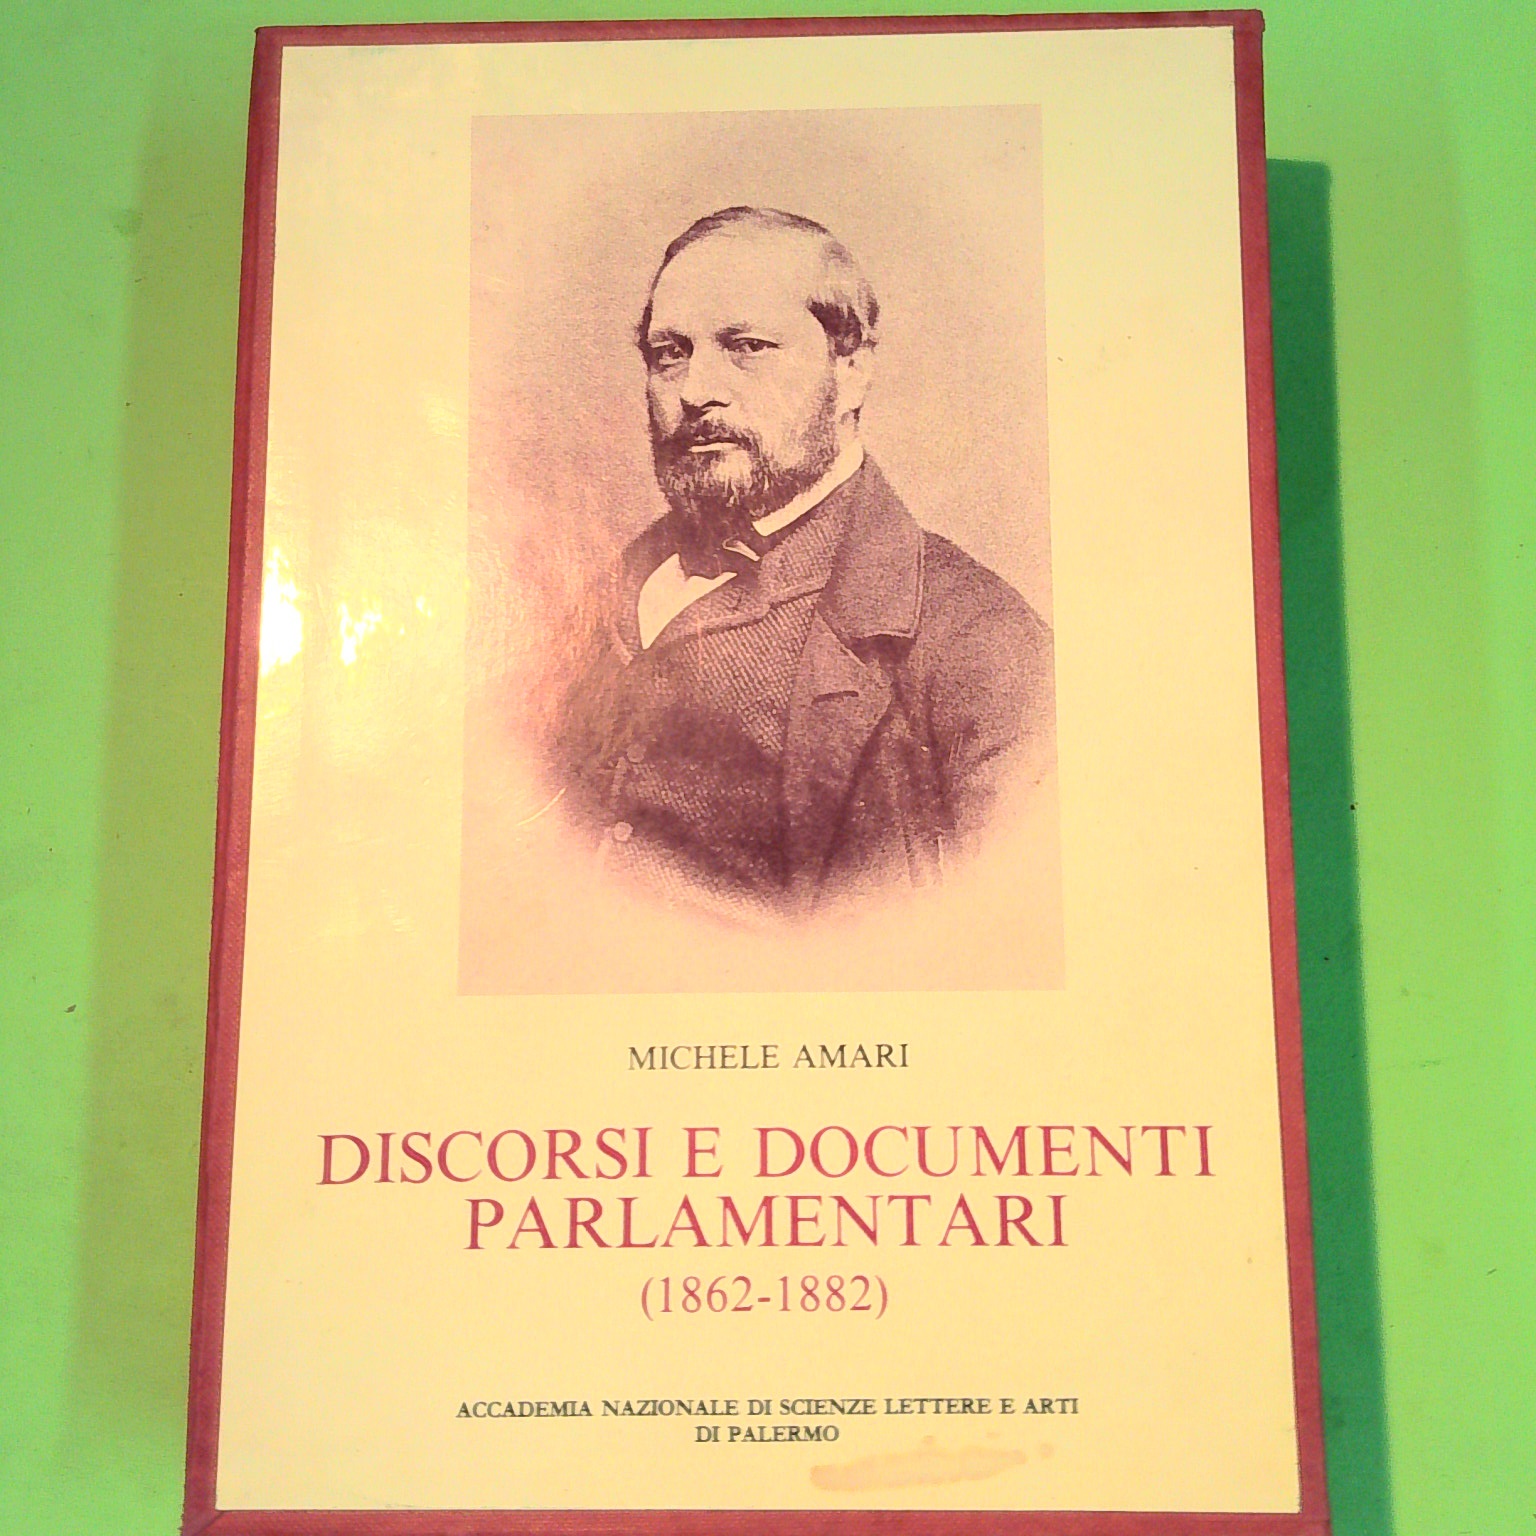 MICHELE AMARI
DISCORSI E DOCUMENTI
PARLAMENTARI
(1862-1882)
ACCADEMIA NAZIONALE DI SCIENZE LETTERE E ARTI
DI PALERMO